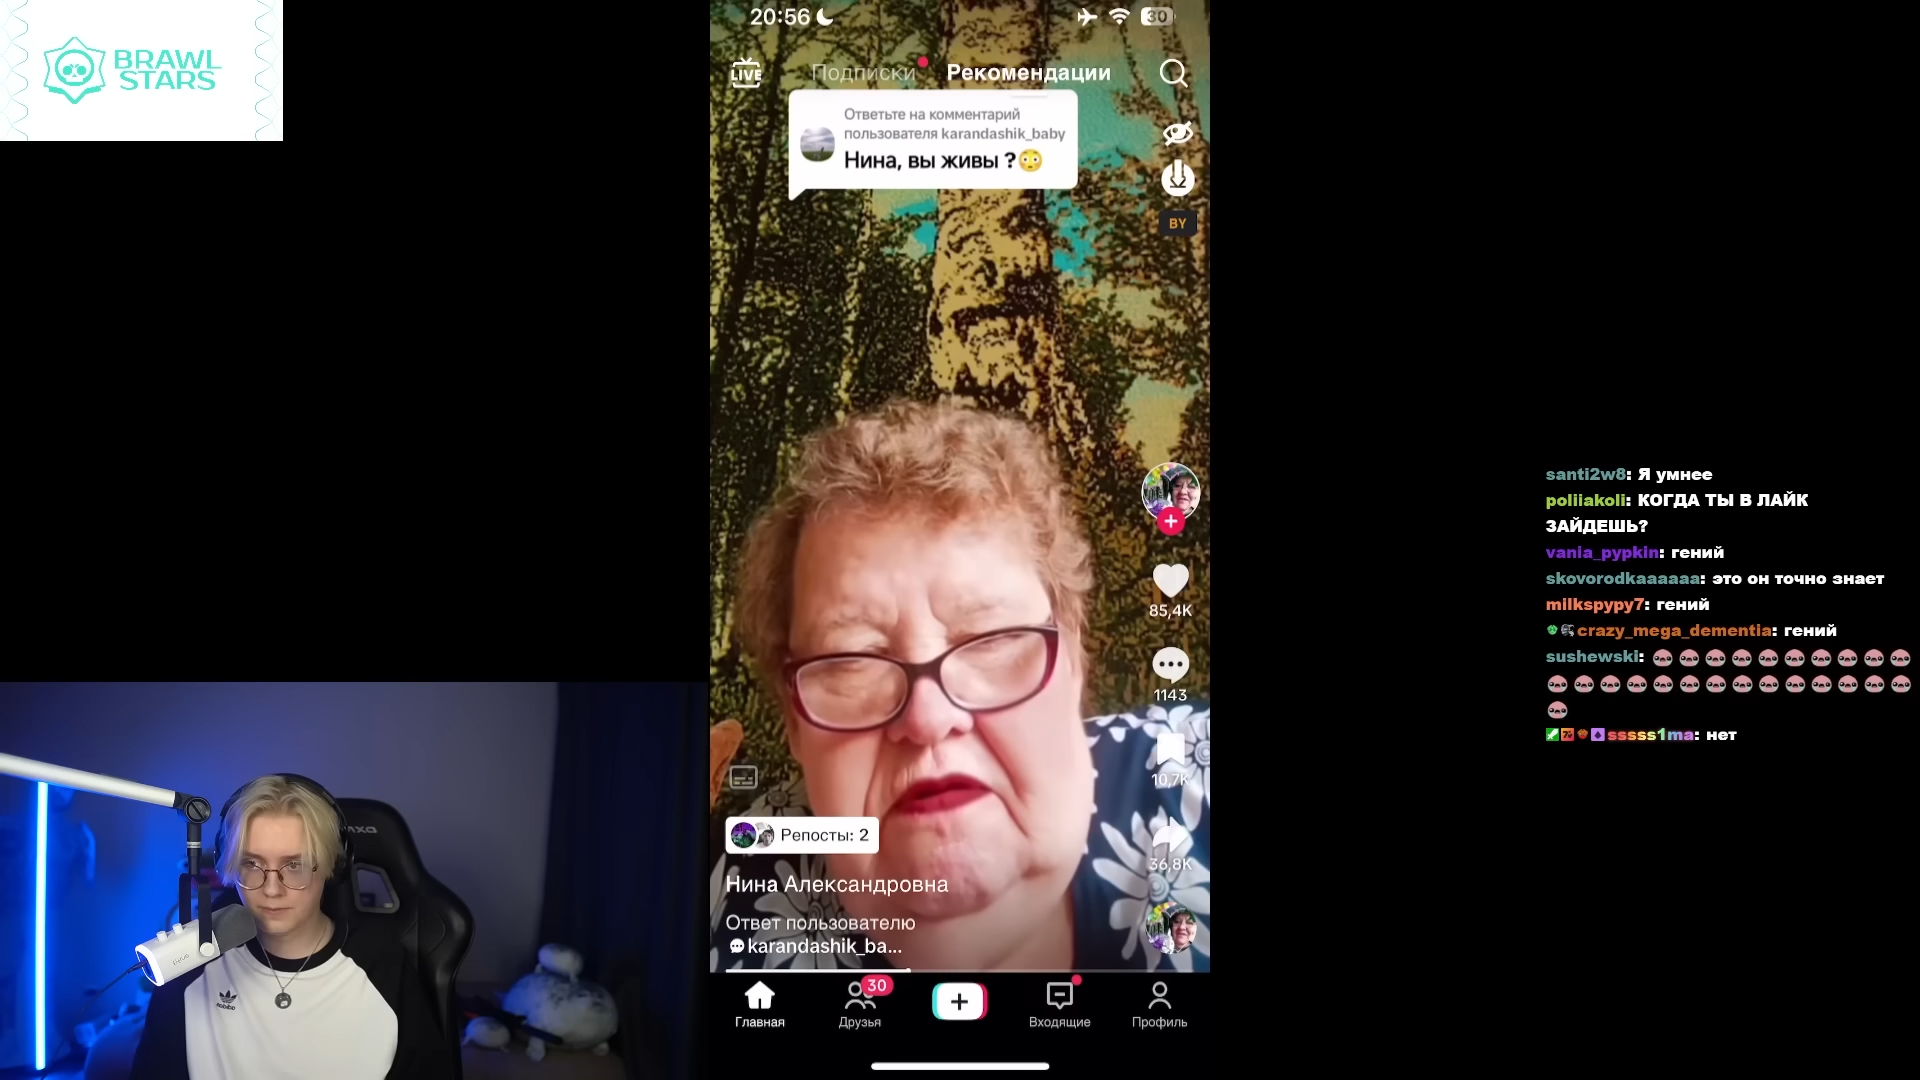 BRAWL
STARS
20:56
30
LIVE
Подписки
Рекомендации
Ответьте на комментарий
пользователя karandashik_baby
Нина, вы живы ?😳
BY
85,4K
1143
10,7K
36,8K
Репосты: 2
Нина Александровна
Ответ пользователю
karandashik_ba...
30
Главная
Друзья
Входящие
Профиль
santi2w8: Я умнее
poliiakoli: КОГДА ТЫ В ЛАЙК
ЗАЙДЕШЬ?
vania_pypkin: гений
skovorodkaaaaaa: это он точно знает
milkspypy7: гений
crazy_mega_dementia: гений
sushewski:
sssss1ma: нет